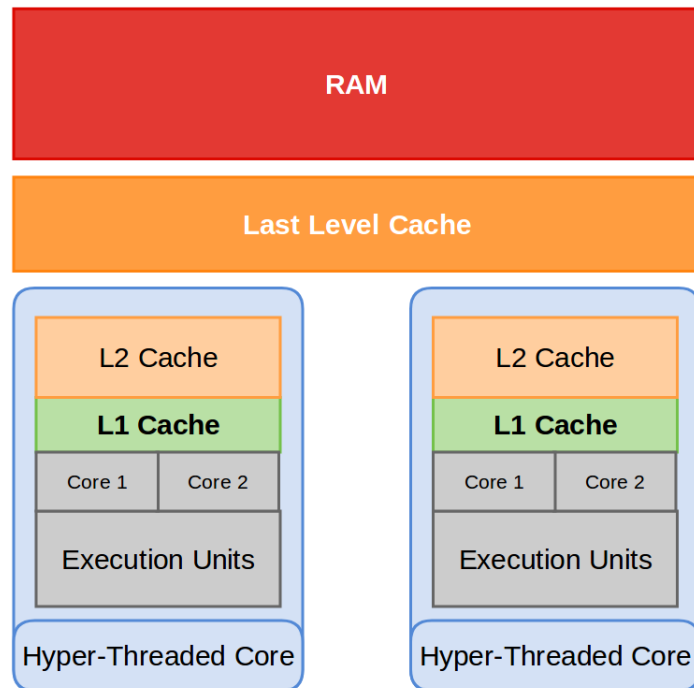 RAM
Last Level Cache
L2 Cache
L1 Cache
Core 1
Core 2
Execution Units
Hyper-Threaded Core
L2 Cache
L1 Cache
Core 1
Core 2
Execution Units
Hyper-Threaded Core